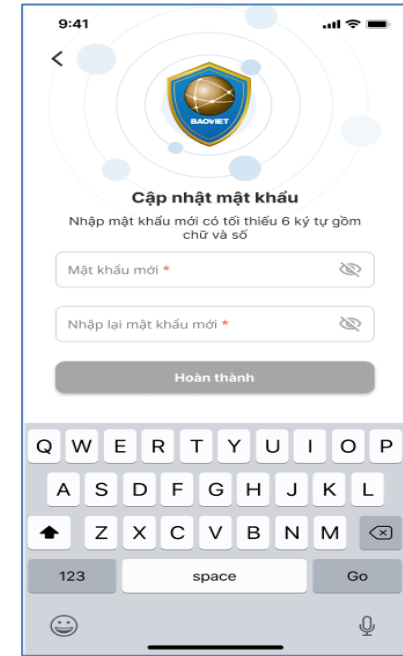 9:41
BAOVIET
Cập nhật mật khẩu
Nhập mật khẩu mới có tối thiểu 6 ký tự gồm
chữ và số
Mật khẩu mới *
Nhập lại mật khẩu mới *
Hoàn thành
Q W E R T Y U I O P
A S D F G H J K L
Z X C V B N M
123 space Go